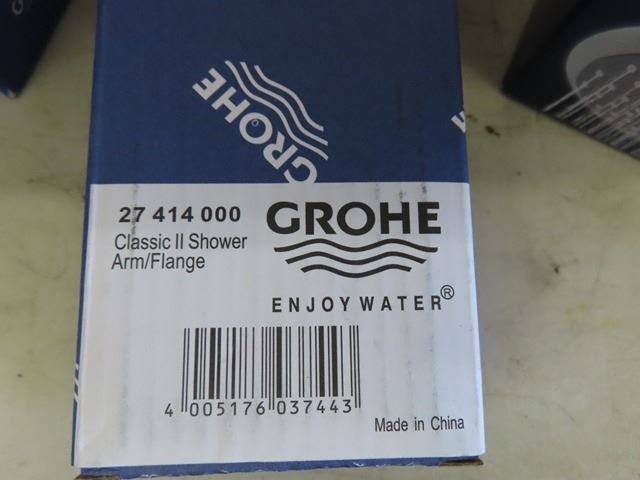 GROHE
27 414 000
Classic II Shower
Arm/Flange
GROHE
ENJOY WATER®
4 005176 037443
Made in China